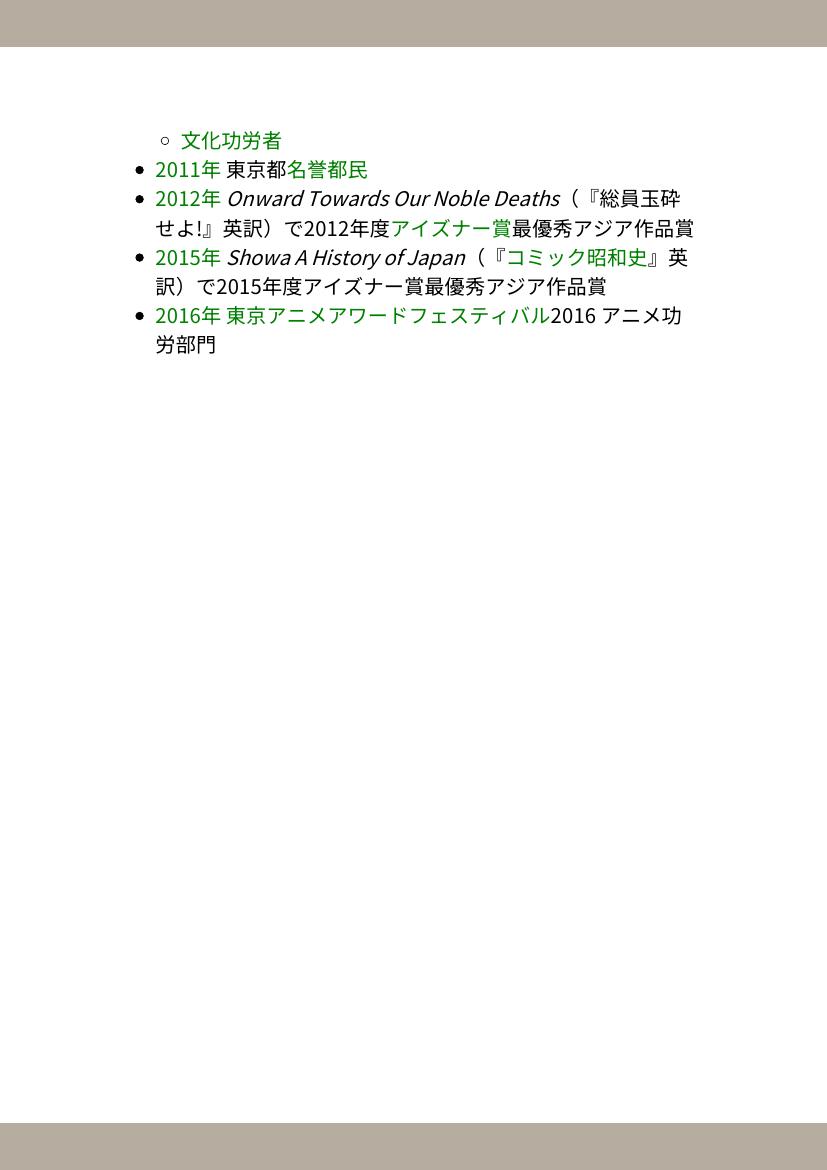 文化功労者
2011年 東京都名誉都民
2012年 Onward Towards Our Noble Deaths（『総員玉砕
せよ!』英訳）で2012年度アイズナー賞最優秀アジア作品賞
2015年 Showa A History of Japan（『コミック昭和史』英
訳）で2015年度アイズナー賞最優秀アジア作品賞
2016年 東京アニメアワードフェスティバル2016 アニメ功
労部門